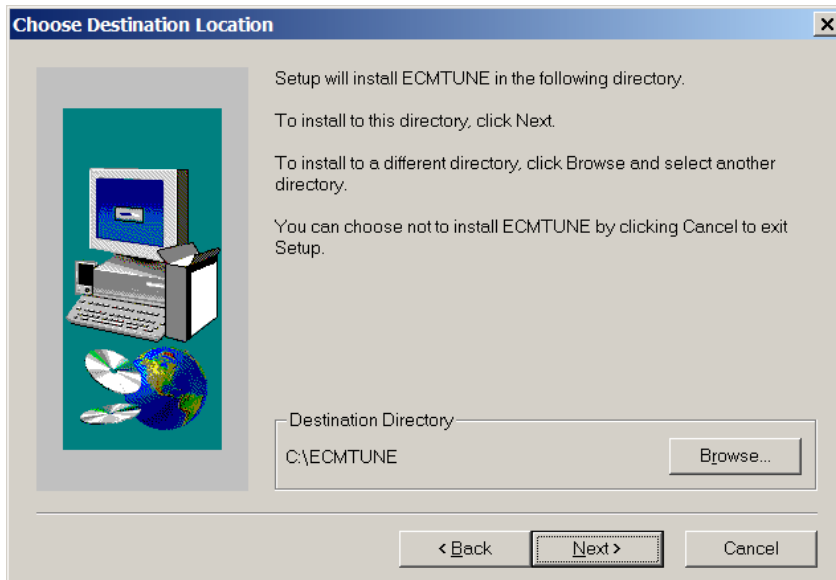 Choose Destination Location
Setup will install ECMTUNE in the following directory.
To install to this directory, click Next.
To install to a different directory, click Browse and select another
directory.
You can choose not to install ECMTUNE by clicking Cancel to exit
Setup.
Destination Directory
C:\ECMTUNE
Browse...
< Back
Next >
Cancel